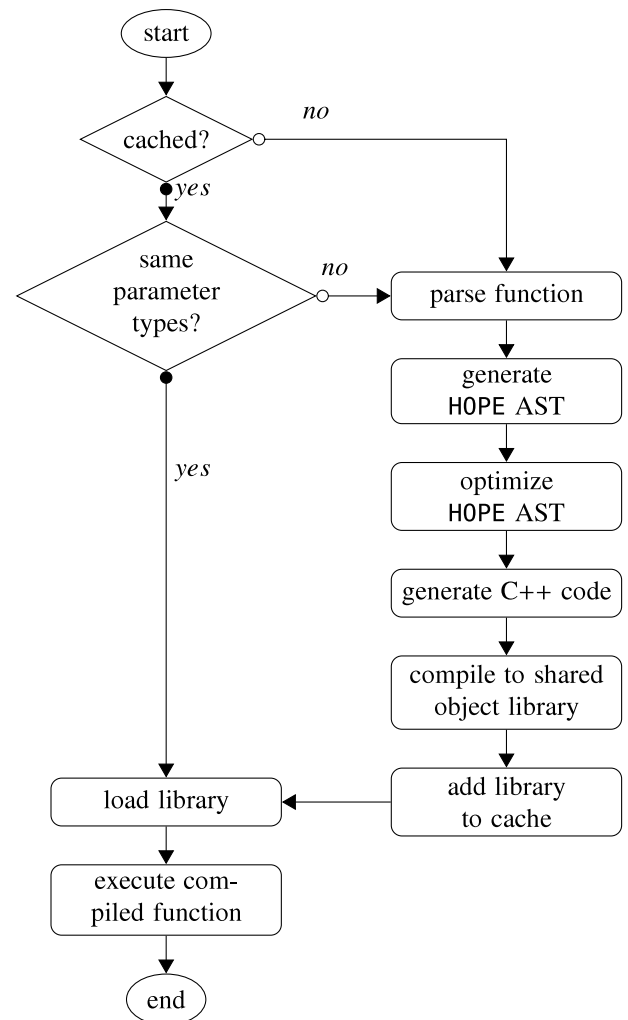 start
no
cached?
yes
same
parameter
types?
no
parse function
generate
HOPE AST
optimize
HOPE AST
yes
generate C++ code
compile to shared
object library
add library
to cache
load library
execute com-
piled function
end